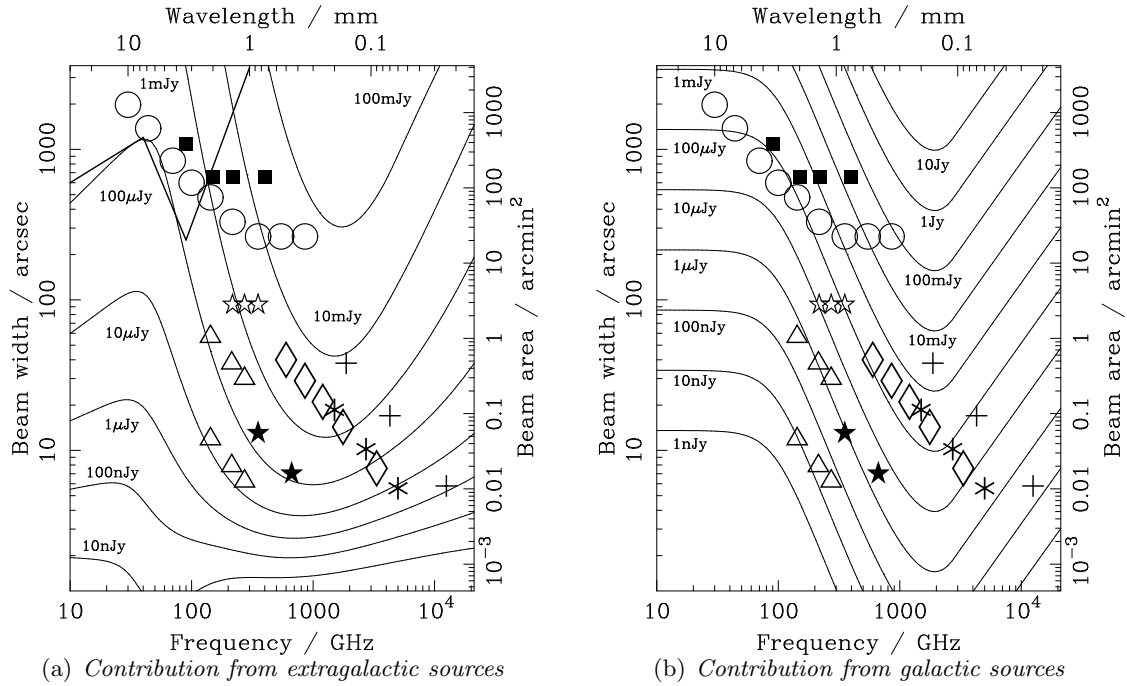 Wavelength / mm
10 1 0.1
1mJy
100mJy
100μJy
10mJy
10μJy
1μJy
100nJy
10nJy
1000
100
10
Beam width / arcsec
1000
100
10
1
0.1
0.01
10⁻³
Beam area / arcmin²
10 100 1000 10⁴
Frequency / GHz
(a) Contribution from extragalactic sources
Wavelength / mm
10 1 0.1
1mJy
100μJy
10Jy
10μJy
1Jy
1μJy
100mJy
100nJy
10mJy
10nJy
1nJy
1000
100
10
Beam width / arcsec
1000
100
10
1
0.1
0.01
10⁻³
Beam area / arcmin²
10 100 1000 10⁴
Frequency / GHz
(b) Contribution from galactic sources